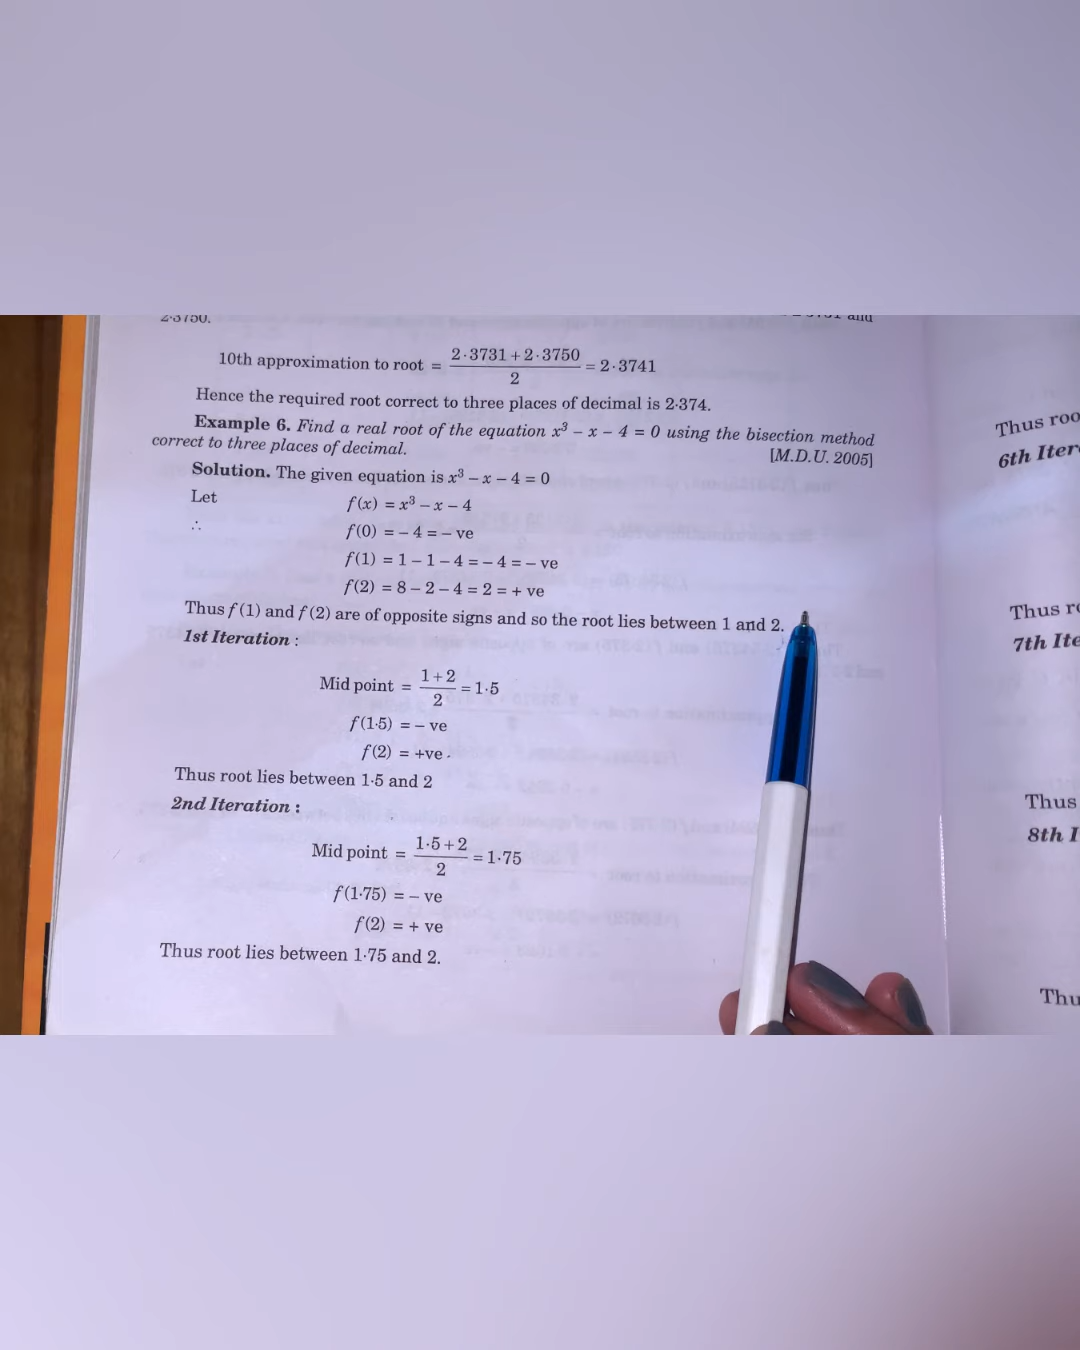 2·3750.
and
10th approximation to root = (2·3731 + 2·3750)/2 = 2·3741
Hence the required root correct to three places of decimal is 2·374.
Example 6. Find a real root of the equation x³ – x – 4 = 0 using the bisection method
correct to three places of decimal. [M.D.U. 2005]
Solution. The given equation is x³ – x – 4 = 0
Let f(x) = x³ – x – 4
∴ f(0) = – 4 = – ve
f(1) = 1 – 1 – 4 = – 4 = – ve
f(2) = 8 – 2 – 4 = 2 = + ve
Thus f(1) and f(2) are of opposite signs and so the root lies between 1 and 2.
1st Iteration :
Mid point = (1 + 2)/2 = 1·5
f(1·5) = – ve
f(2) = +ve .
Thus root lies between 1·5 and 2
2nd Iteration :
Mid point = (1·5 + 2)/2 = 1·75
f(1·75) = – ve
f(2) = + ve
Thus root lies between 1·75 and 2.
Thus roo
6th Iter
Thus r
7th Ite
Thus
8th I
Thu